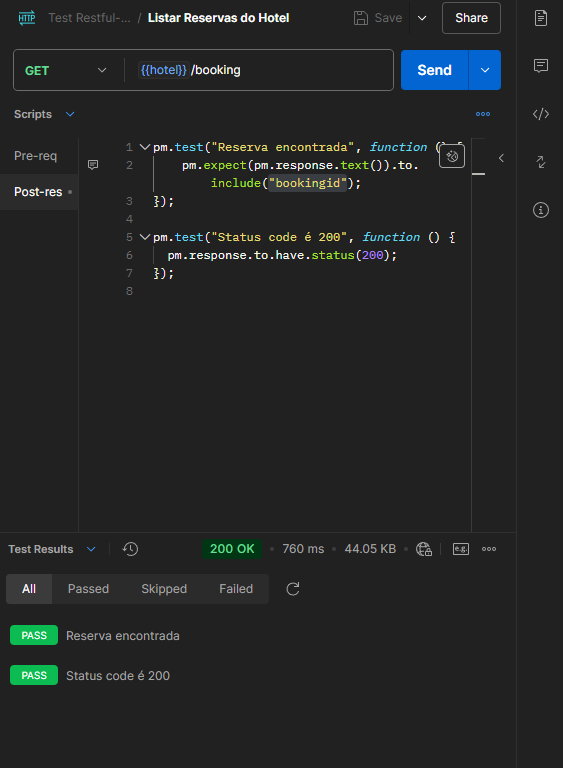 HTTP Test Restful-... / Listar Reservas do Hotel Save Share
GET {{hotel}} /booking Send
Scripts
Pre-req
Post-res
1 pm.test("Reserva encontrada", function () {
2 pm.expect(pm.response.text()).to.
include("bookingid");
3 });
4
5 pm.test("Status code é 200", function () {
6 pm.response.to.have.status(200);
7 });
8
Test Results 200 OK • 760 ms • 44.05 KB • e.g.
All Passed Skipped Failed
PASS Reserva encontrada
PASS Status code é 200